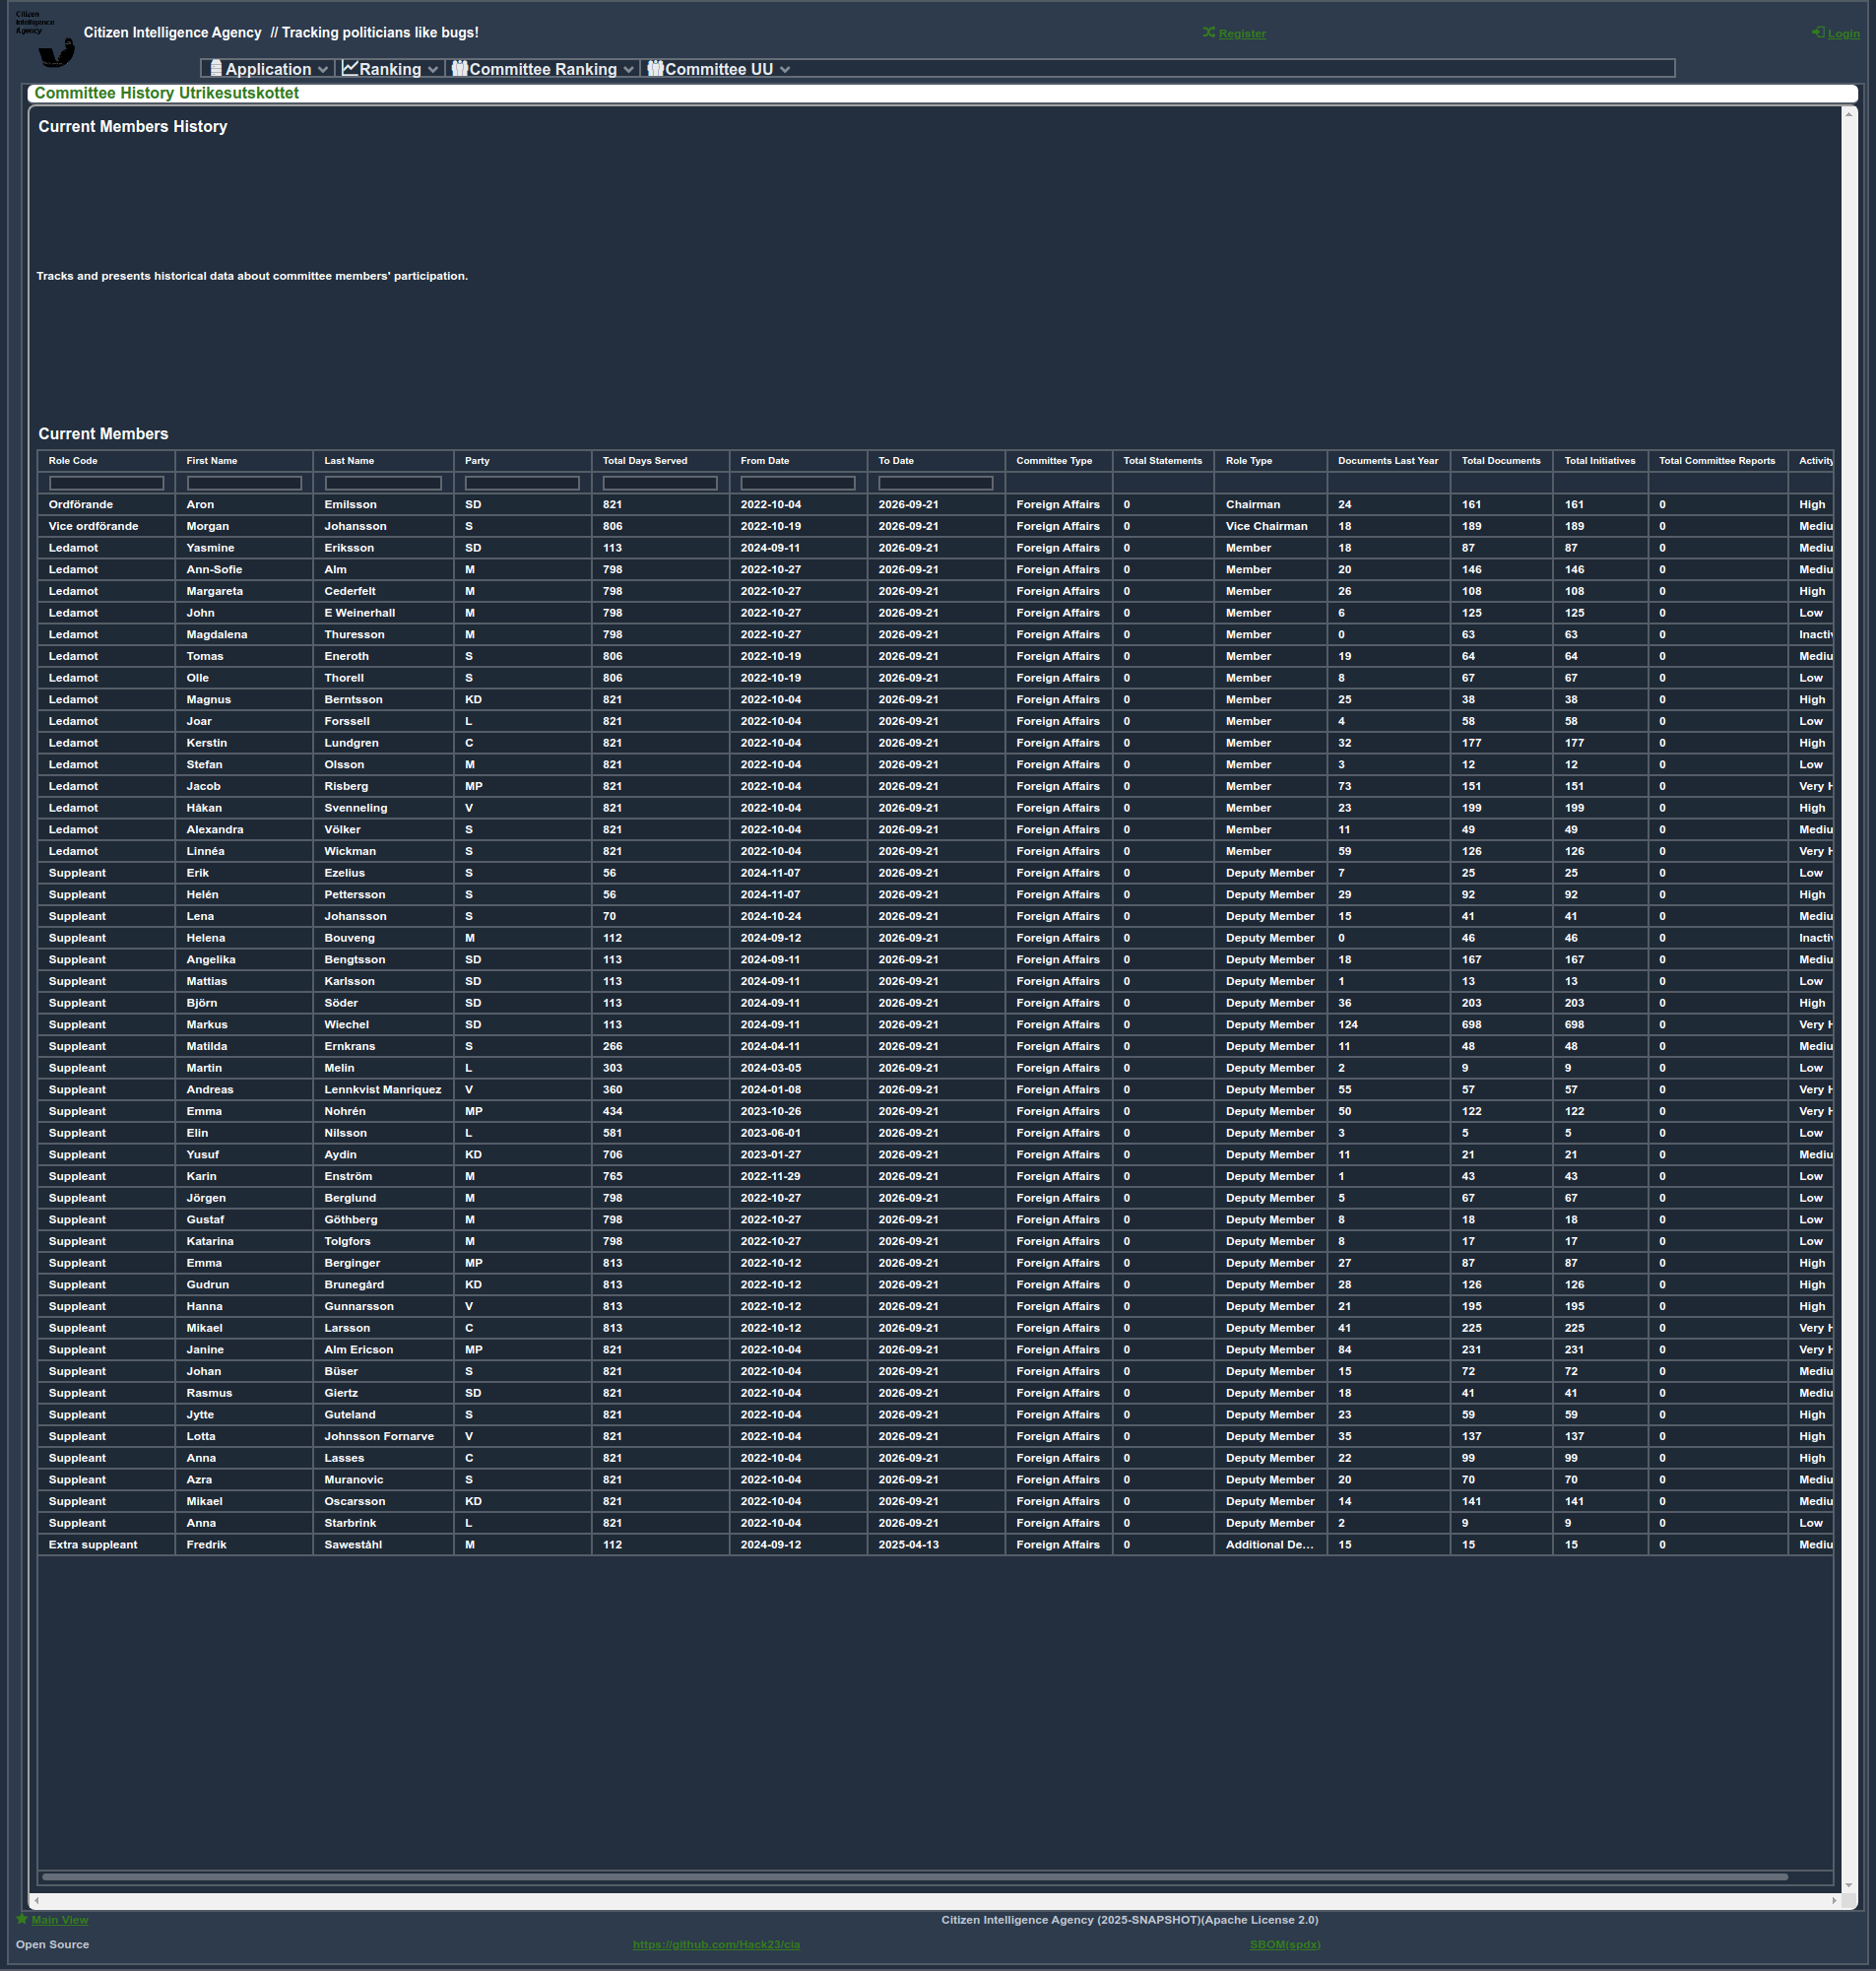 Citizen
Intelligence
Agency
Citizen Intelligence Agency // Tracking politicians like bugs!
Register
Login
Application Ranking Committee Ranking Committee UU
Committee History Utrikesutskottet
Current Members History
Tracks and presents historical data about committee members' participation.
Current Members
Role Code First Name Last Name Party Total Days Served From Date To Date Committee Type Total Statements Role Type Documents Last Year Total Documents Total Initiatives Total Committee Reports Activity
Ordförande Aron Emilsson SD 821 2022-10-04 2026-09-21 Foreign Affairs 0 Chairman 24 161 161 0 High
Vice ordförande Morgan Johansson S 806 2022-10-19 2026-09-21 Foreign Affairs 0 Vice Chairman 18 189 189 0 Mediu
Ledamot Yasmine Eriksson SD 113 2024-09-11 2026-09-21 Foreign Affairs 0 Member 18 87 87 0 Mediu
Ledamot Ann-Sofie Alm M 798 2022-10-27 2026-09-21 Foreign Affairs 0 Member 20 146 146 0 Mediu
Ledamot Margareta Cederfelt M 798 2022-10-27 2026-09-21 Foreign Affairs 0 Member 26 108 108 0 High
Ledamot John E Weinerhall M 798 2022-10-27 2026-09-21 Foreign Affairs 0 Member 6 125 125 0 Low
Ledamot Magdalena Thuresson M 798 2022-10-27 2026-09-21 Foreign Affairs 0 Member 0 63 63 0 Inacti
Ledamot Tomas Eneroth S 806 2022-10-19 2026-09-21 Foreign Affairs 0 Member 19 64 64 0 Mediu
Ledamot Olle Thorell S 806 2022-10-19 2026-09-21 Foreign Affairs 0 Member 8 67 67 0 Low
Ledamot Magnus Berntsson KD 821 2022-10-04 2026-09-21 Foreign Affairs 0 Member 25 38 38 0 High
Ledamot Joar Forssell L 821 2022-10-04 2026-09-21 Foreign Affairs 0 Member 4 58 58 0 Low
Ledamot Kerstin Lundgren C 821 2022-10-04 2026-09-21 Foreign Affairs 0 Member 32 177 177 0 High
Ledamot Stefan Olsson M 821 2022-10-04 2026-09-21 Foreign Affairs 0 Member 3 12 12 0 Low
Ledamot Jacob Risberg MP 821 2022-10-04 2026-09-21 Foreign Affairs 0 Member 73 151 151 0 Very H
Ledamot Håkan Svenneling V 821 2022-10-04 2026-09-21 Foreign Affairs 0 Member 23 199 199 0 High
Ledamot Alexandra Völker S 821 2022-10-04 2026-09-21 Foreign Affairs 0 Member 11 49 49 0 Mediu
Ledamot Linnéa Wickman S 821 2022-10-04 2026-09-21 Foreign Affairs 0 Member 59 126 126 0 Very H
Suppleant Erik Ezelius S 56 2024-11-07 2026-09-21 Foreign Affairs 0 Deputy Member 7 25 25 0 Low
Suppleant Helén Pettersson S 56 2024-11-07 2026-09-21 Foreign Affairs 0 Deputy Member 29 92 92 0 High
Suppleant Lena Johansson S 70 2024-10-24 2026-09-21 Foreign Affairs 0 Deputy Member 15 41 41 0 Mediu
Suppleant Helena Bouveng M 112 2024-09-12 2026-09-21 Foreign Affairs 0 Deputy Member 0 46 46 0 Inacti
Suppleant Angelika Bengtsson SD 113 2024-09-11 2026-09-21 Foreign Affairs 0 Deputy Member 18 167 167 0 Mediu
Suppleant Mattias Karlsson SD 113 2024-09-11 2026-09-21 Foreign Affairs 0 Deputy Member 1 13 13 0 Low
Suppleant Björn Söder SD 113 2024-09-11 2026-09-21 Foreign Affairs 0 Deputy Member 36 203 203 0 High
Suppleant Markus Wiechel SD 113 2024-09-11 2026-09-21 Foreign Affairs 0 Deputy Member 124 698 698 0 Very H
Suppleant Matilda Ernkrans S 266 2024-04-11 2026-09-21 Foreign Affairs 0 Deputy Member 11 48 48 0 Mediu
Suppleant Martin Melin L 303 2024-03-05 2026-09-21 Foreign Affairs 0 Deputy Member 2 9 9 0 Low
Suppleant Andreas Lennkvist Manriquez V 360 2024-01-08 2026-09-21 Foreign Affairs 0 Deputy Member 55 57 57 0 Very H
Suppleant Emma Nohrén MP 434 2023-10-26 2026-09-21 Foreign Affairs 0 Deputy Member 50 122 122 0 Very H
Suppleant Elin Nilsson L 581 2023-06-01 2026-09-21 Foreign Affairs 0 Deputy Member 3 5 5 0 Low
Suppleant Yusuf Aydin KD 706 2023-01-27 2026-09-21 Foreign Affairs 0 Deputy Member 11 21 21 0 Mediu
Suppleant Karin Enström M 765 2022-11-29 2026-09-21 Foreign Affairs 0 Deputy Member 1 43 43 0 Low
Suppleant Jörgen Berglund M 798 2022-10-27 2026-09-21 Foreign Affairs 0 Deputy Member 5 67 67 0 Low
Suppleant Gustaf Göthberg M 798 2022-10-27 2026-09-21 Foreign Affairs 0 Deputy Member 8 18 18 0 Low
Suppleant Katarina Tolgfors M 798 2022-10-27 2026-09-21 Foreign Affairs 0 Deputy Member 8 17 17 0 Low
Suppleant Emma Berginger MP 813 2022-10-12 2026-09-21 Foreign Affairs 0 Deputy Member 27 87 87 0 High
Suppleant Gudrun Brunegård KD 813 2022-10-12 2026-09-21 Foreign Affairs 0 Deputy Member 28 126 126 0 High
Suppleant Hanna Gunnarsson V 813 2022-10-12 2026-09-21 Foreign Affairs 0 Deputy Member 21 195 195 0 High
Suppleant Mikael Larsson C 813 2022-10-12 2026-09-21 Foreign Affairs 0 Deputy Member 41 225 225 0 Very H
Suppleant Janine Alm Ericson MP 821 2022-10-04 2026-09-21 Foreign Affairs 0 Deputy Member 84 231 231 0 Very H
Suppleant Johan Büser S 821 2022-10-04 2026-09-21 Foreign Affairs 0 Deputy Member 15 72 72 0 Mediu
Suppleant Rasmus Giertz SD 821 2022-10-04 2026-09-21 Foreign Affairs 0 Deputy Member 18 41 41 0 Mediu
Suppleant Jytte Guteland S 821 2022-10-04 2026-09-21 Foreign Affairs 0 Deputy Member 23 59 59 0 High
Suppleant Lotta Johnsson Fornarve V 821 2022-10-04 2026-09-21 Foreign Affairs 0 Deputy Member 35 137 137 0 High
Suppleant Anna Lasses C 821 2022-10-04 2026-09-21 Foreign Affairs 0 Deputy Member 22 99 99 0 High
Suppleant Azra Muranovic S 821 2022-10-04 2026-09-21 Foreign Affairs 0 Deputy Member 20 70 70 0 Mediu
Suppleant Mikael Oscarsson KD 821 2022-10-04 2026-09-21 Foreign Affairs 0 Deputy Member 14 141 141 0 Mediu
Suppleant Anna Starbrink L 821 2022-10-04 2026-09-21 Foreign Affairs 0 Deputy Member 2 9 9 0 Low
Extra suppleant Fredrik Saweståhl M 112 2024-09-12 2025-04-13 Foreign Affairs 0 Additional De... 15 15 15 0 Mediu
Main View
Citizen Intelligence Agency (2025-SNAPSHOT)(Apache License 2.0)
Open Source
https://github.com/Hack23/cia
SBOM(spdx)